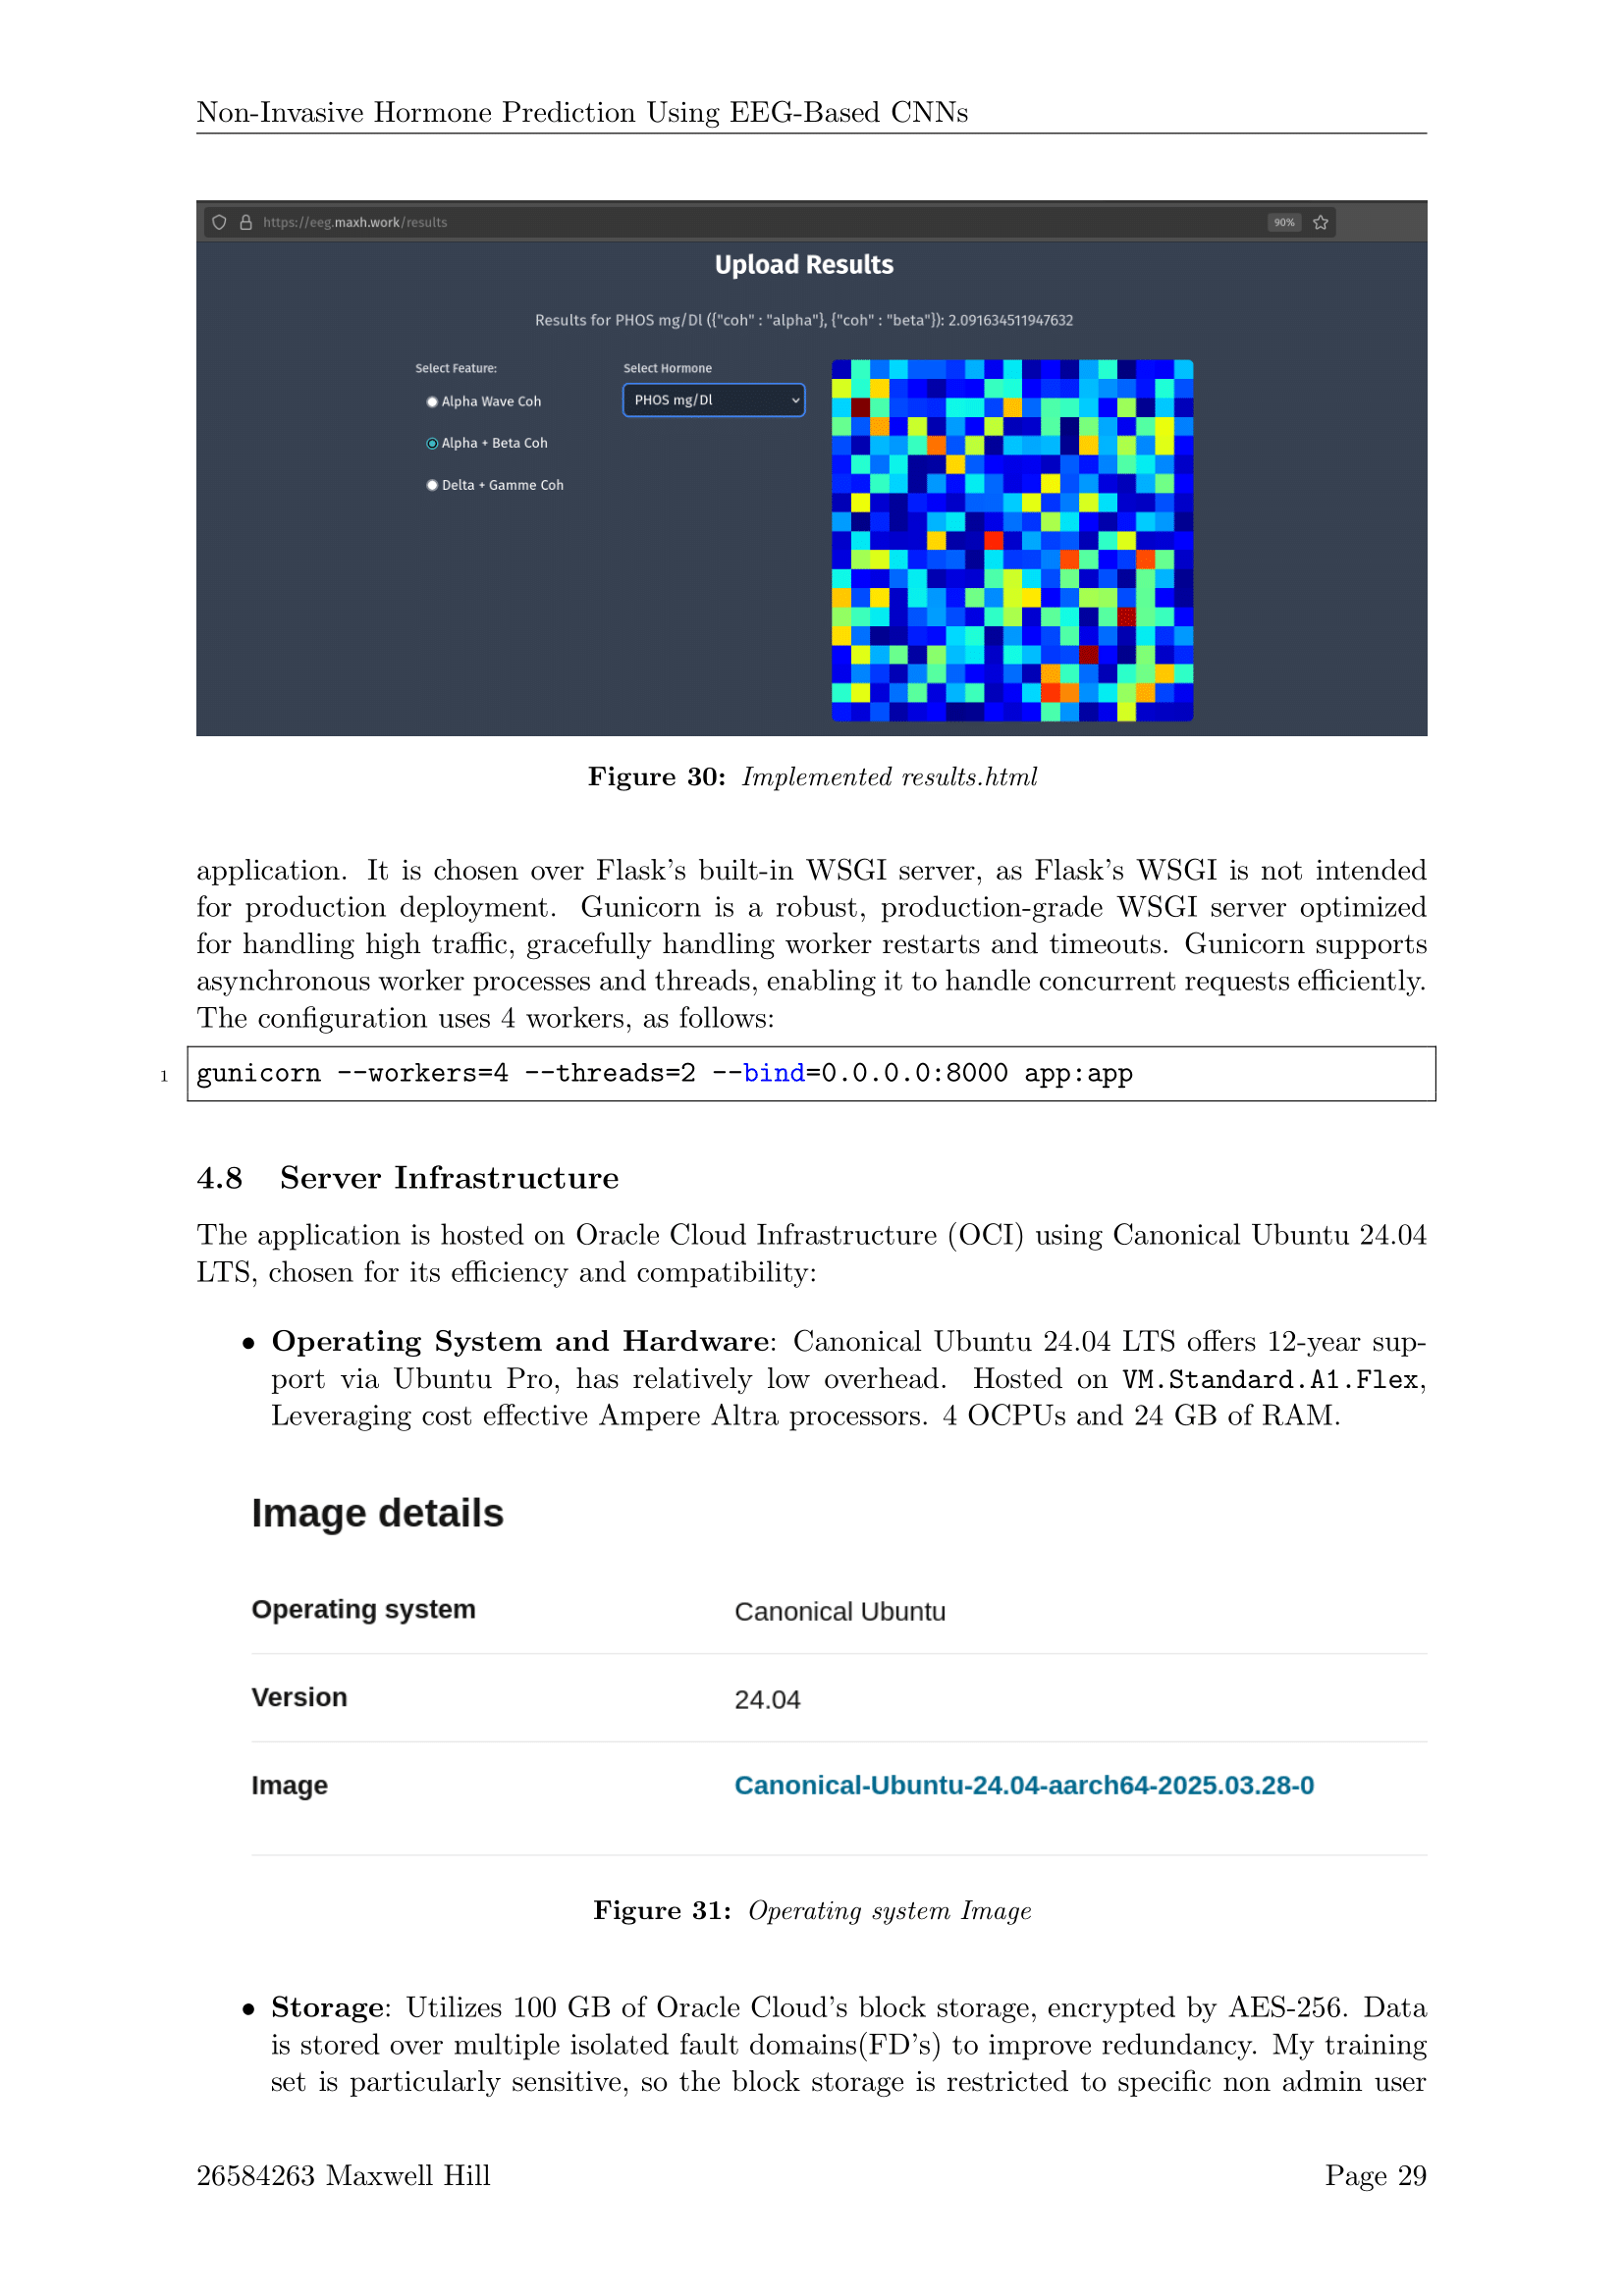 Non-Invasive Hormone Prediction Using EEG-Based CNNs
https://eeg.maxh.work/results
90%
Upload Results
Results for PHOS mg/Dl ({"coh" : "alpha"}, {"coh" : "beta"}): 2.091634511947632
Select Feature:
Alpha Wave Coh
Alpha + Beta Coh
Delta + Gamme Coh
Select Hormone
PHOS mg/Dl
Figure 30: Implemented results.html
application. It is chosen over Flask's built-in WSGI server, as Flask's WSGI is not intended
for production deployment. Gunicorn is a robust, production-grade WSGI server optimized
for handling high traffic, gracefully handling worker restarts and timeouts. Gunicorn supports
asynchronous worker processes and threads, enabling it to handle concurrent requests efficiently.
The configuration uses 4 workers, as follows:
1 gunicorn --workers=4 --threads=2 --bind=0.0.0.0:8000 app:app
4.8 Server Infrastructure
The application is hosted on Oracle Cloud Infrastructure (OCI) using Canonical Ubuntu 24.04
LTS, chosen for its efficiency and compatibility:
• Operating System and Hardware: Canonical Ubuntu 24.04 LTS offers 12-year sup-
port via Ubuntu Pro, has relatively low overhead. Hosted on VM.Standard.A1.Flex,
Leveraging cost effective Ampere Altra processors. 4 OCPUs and 24 GB of RAM.
Image details
Operating system Canonical Ubuntu
Version 24.04
Image Canonical-Ubuntu-24.04-aarch64-2025.03.28-0
Figure 31: Operating system Image
• Storage: Utilizes 100 GB of Oracle Cloud's block storage, encrypted by AES-256. Data
is stored over multiple isolated fault domains(FD's) to improve redundancy. My training
set is particularly sensitive, so the block storage is restricted to specific non admin user
26584263 Maxwell Hill
Page 29